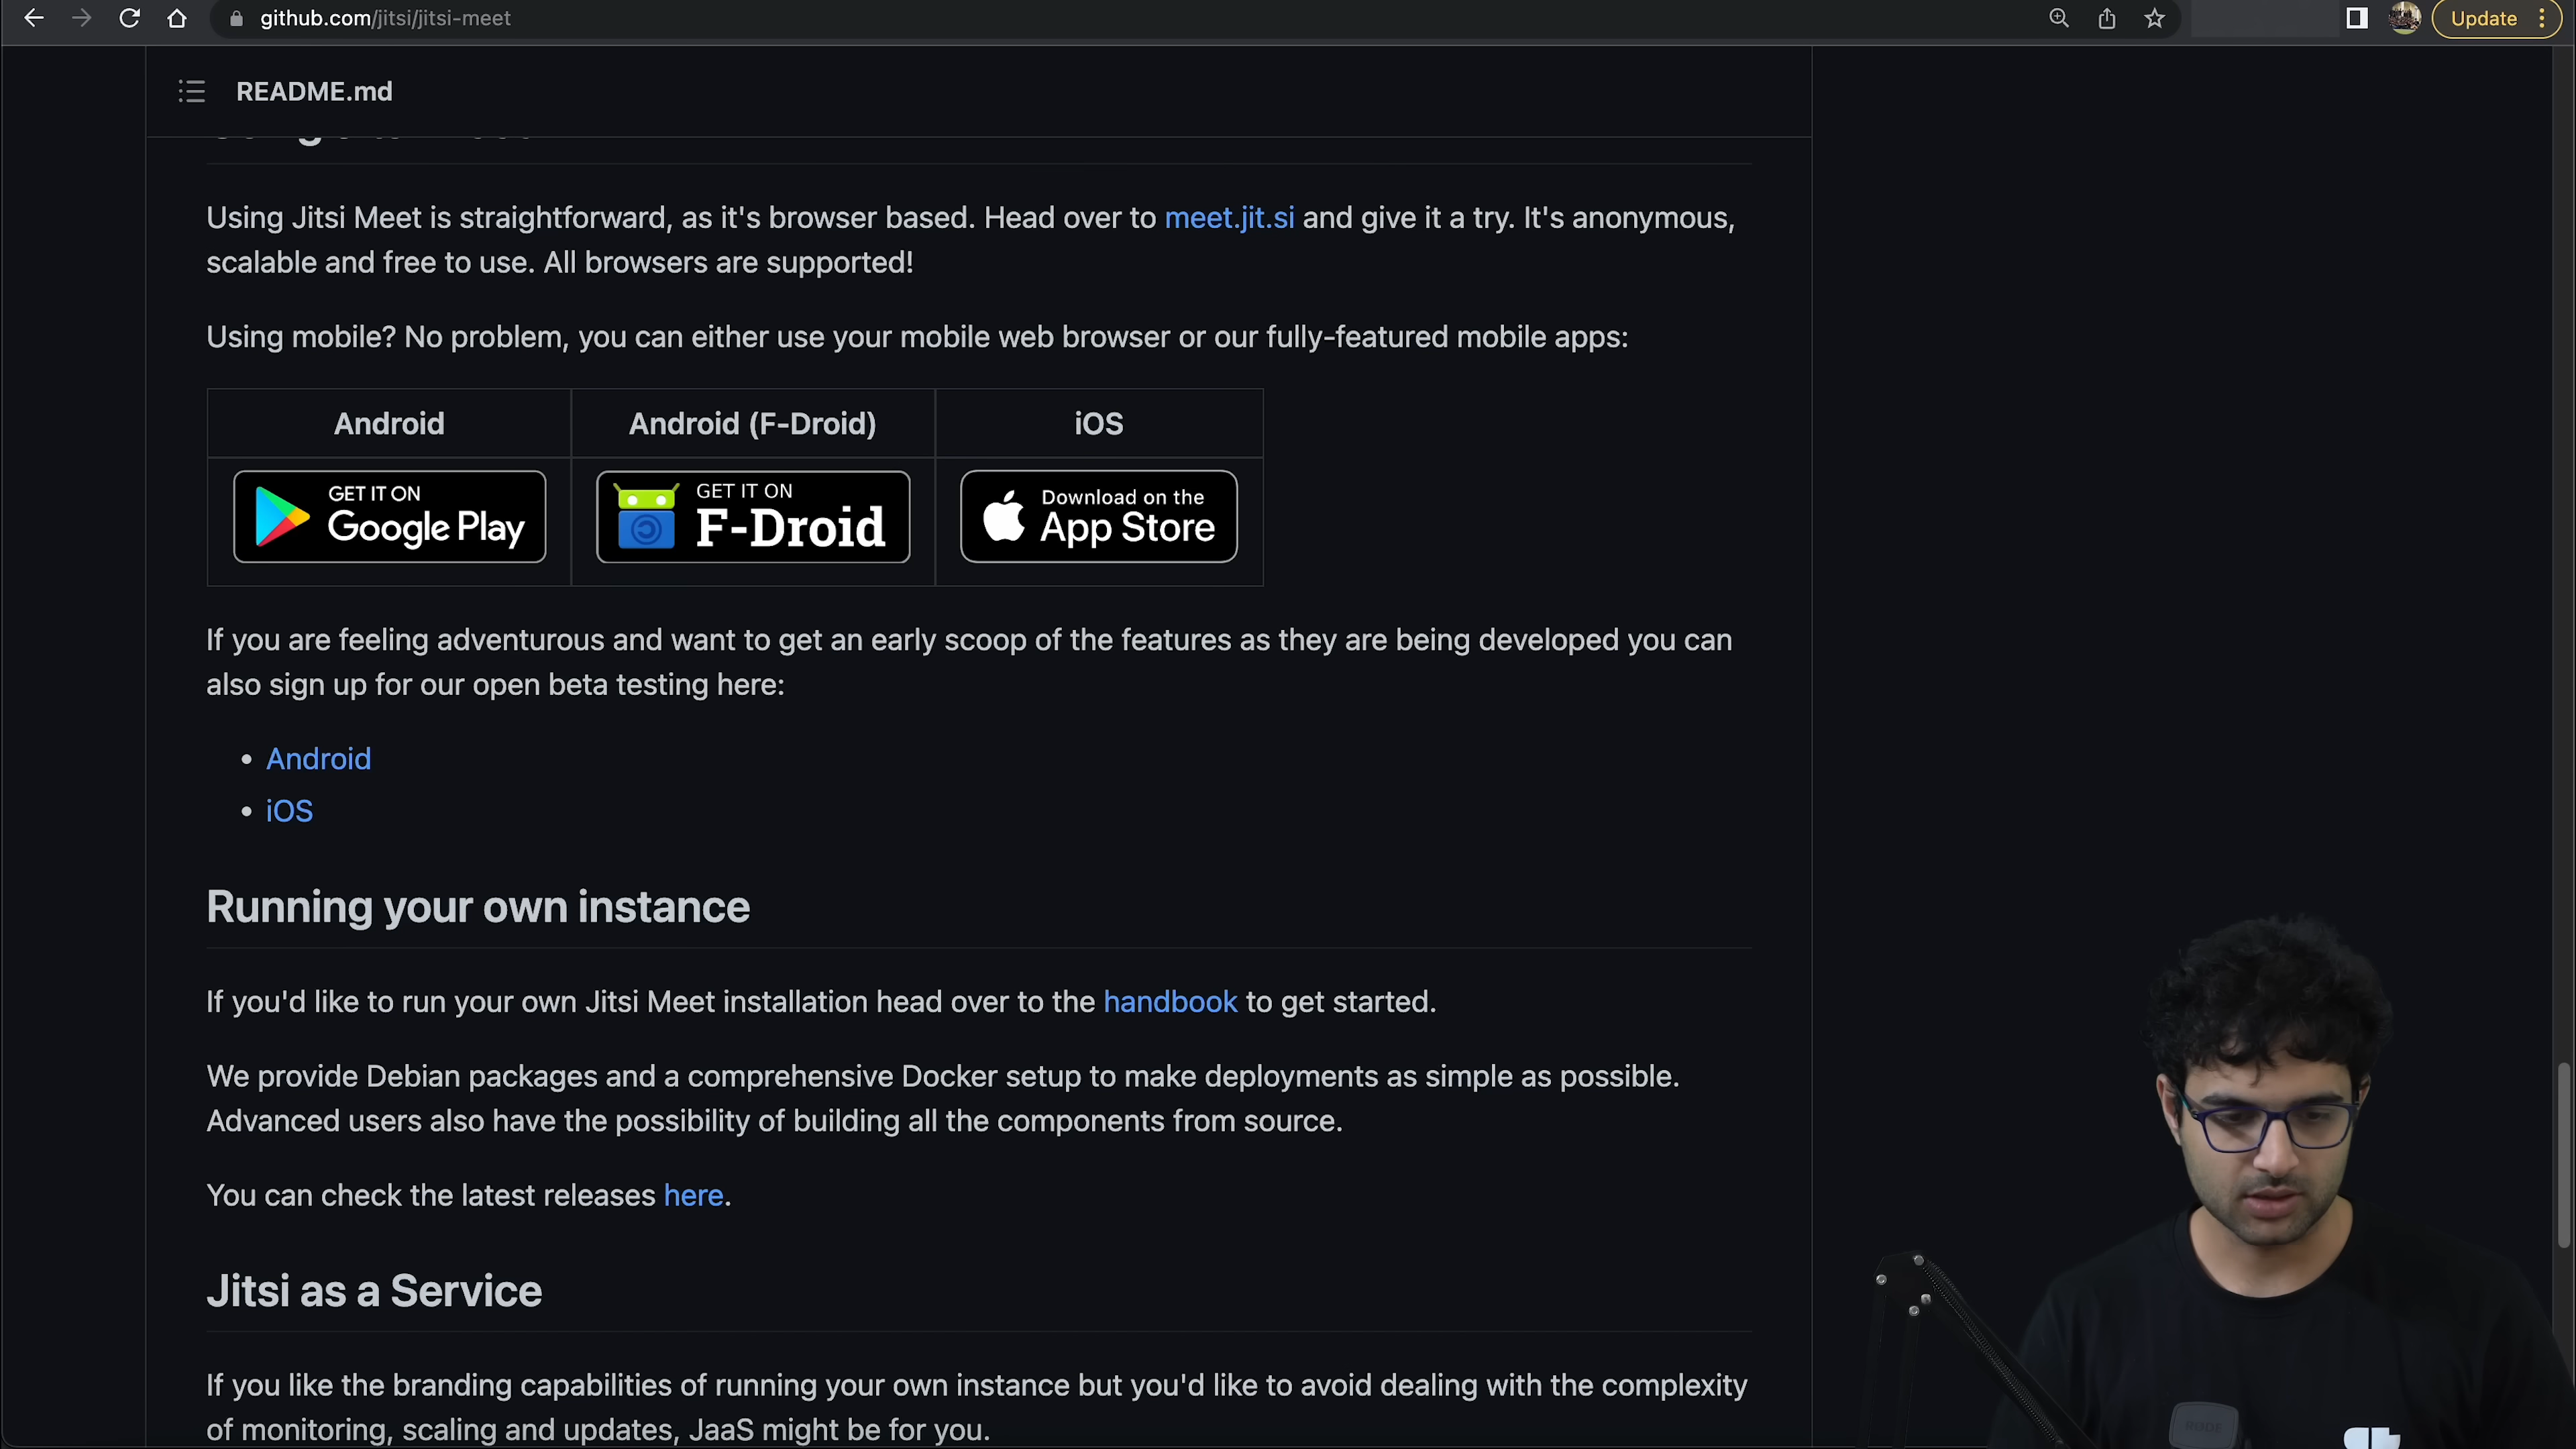 github.com/jitsi/jitsi-meet
Update
README.md
Using Jitsi Meet is straightforward, as it's browser based. Head over to meet.jit.si and give it a try. It's anonymous,
scalable and free to use. All browsers are supported!
Using mobile? No problem, you can either use your mobile web browser or our fully-featured mobile apps:
Android
Android (F-Droid)
iOS
GET IT ON
Google Play
GET IT ON
F-Droid
Download on the
App Store
If you are feeling adventurous and want to get an early scoop of the features as they are being developed you can
also sign up for our open beta testing here:
• Android
• iOS
Running your own instance
If you'd like to run your own Jitsi Meet installation head over to the handbook to get started.
We provide Debian packages and a comprehensive Docker setup to make deployments as simple as possible.
Advanced users also have the possibility of building all the components from source.
You can check the latest releases here.
Jitsi as a Service
If you like the branding capabilities of running your own instance but you'd like to avoid dealing with the complexity
of monitoring, scaling and updates, JaaS might be for you.
RØDE